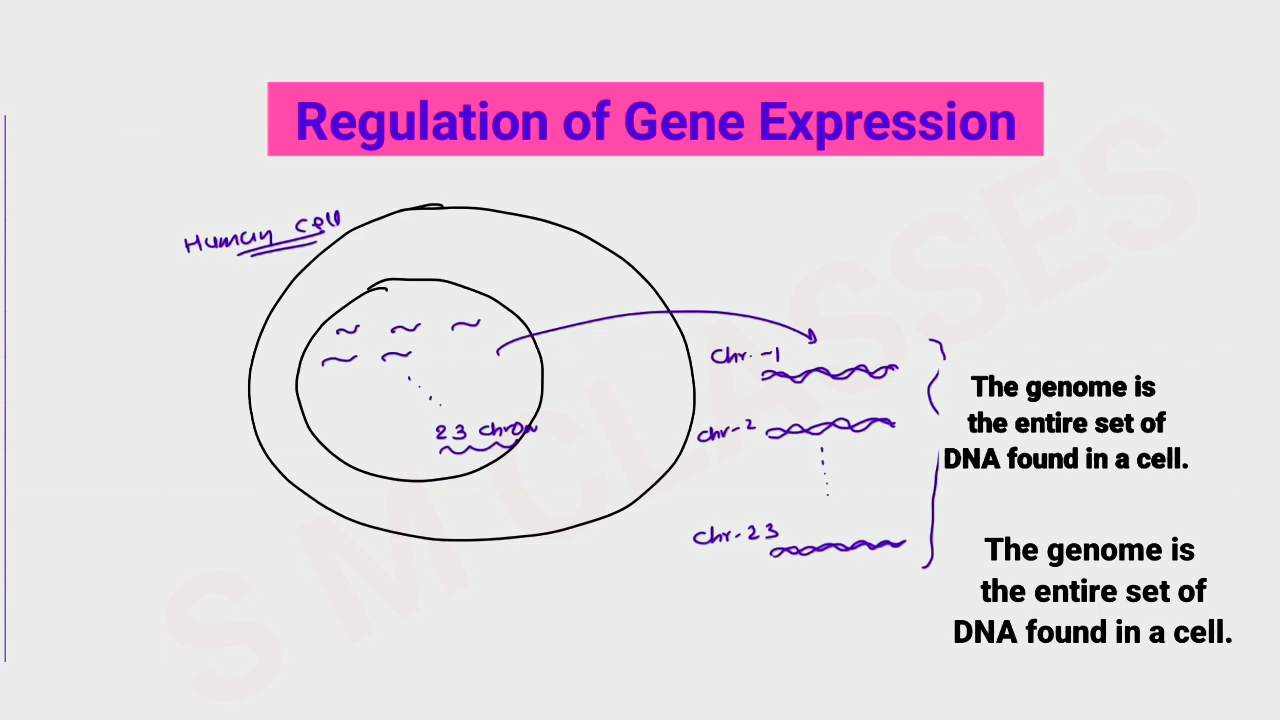 Regulation of Gene Expression
Human cell
23 chrom
chr. -1
chr-2
chr-23
The genome is
the entire set of
DNA found in a cell.
The genome is
the entire set of
DNA found in a cell.
S M CLASSES